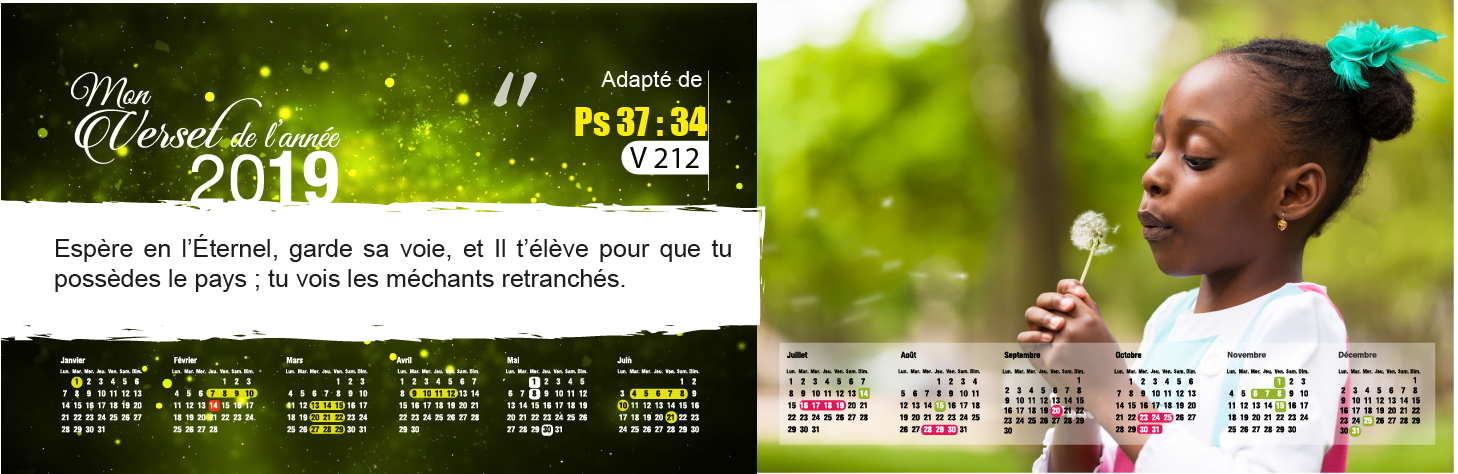 Mon
Verset de l'année
2019
"
Adapté de
Ps 37 : 34
V 212
Espère en l'Éternel, garde sa voie, et Il t'élève pour que tu
possèdes le pays ; tu vois les méchants retranchés.
Janvier
Lun. Mar. Mer. Jeu. Ven. Sam. Dim.
1 2 3 4 5 6
7 8 9 10 11 12 13
14 15 16 17 18 19 20
21 22 23 24 25 26 27
28 29 30 31
Février
Lun. Mar. Mer. Jeu. Ven. Sam. Dim.
1 2 3
4 5 6 7 8 9 10
11 12 13 14 15 16 17
18 19 20 21 22 23 24
25 26 27 28
Mars
Lun. Mar. Mer. Jeu. Ven. Sam. Dim.
1 2 3
4 5 6 7 8 9 10
11 12 13 14 15 16 17
18 19 20 21 22 23 24
25 26 27 28 29 30 31
Avril
Lun. Mar. Mer. Jeu. Ven. Sam. Dim.
1 2 3 4 5 6 7
8 9 10 11 12 13 14
15 16 17 18 19 20 21
22 23 24 25 26 27 28
29 30
Mai
Lun. Mar. Mer. Jeu. Ven. Sam. Dim.
1 2 3 4 5
6 7 8 9 10 11 12
13 14 15 16 17 18 19
20 21 22 23 24 25 26
27 28 29 30 31
Juin
Lun. Mar. Mer. Jeu. Ven. Sam. Dim.
1 2
3 4 5 6 7 8 9
10 11 12 13 14 15 16
17 18 19 20 21 22 23
24 25 26 27 28 29 30
Juillet
Lun. Mar. Mer. Jeu. Ven. Sam. Dim.
1 2 3 4 5 6 7
8 9 10 11 12 13 14
15 16 17 18 19 20 21
22 23 24 25 26 27 28
29 30 31
Août
Lun. Mar. Mer. Jeu. Ven. Sam. Dim.
1 2 3 4
5 6 7 8 9 10 11
12 13 14 15 16 17 18
19 20 21 22 23 24 25
26 27 28 29 30 31
Septembre
Lun. Mar. Mer. Jeu. Ven. Sam. Dim.
1
2 3 4 5 6 7 8
9 10 11 12 13 14 15
16 17 18 19 20 21 22
23 24 25 26 27 28 29
30
Octobre
Lun. Mar. Mer. Jeu. Ven. Sam. Dim.
1 2 3 4 5 6
7 8 9 10 11 12 13
14 15 16 17 18 19 20
21 22 23 24 25 26 27
28 29 30 31
Novembre
Lun. Mar. Mer. Jeu. Ven. Sam. Dim.
1 2 3
4 5 6 7 8 9 10
11 12 13 14 15 16 17
18 19 20 21 22 23 24
25 26 27 28 29 30
Décembre
Lun. Mar. Mer. Jeu. Ven. Sam. Dim.
1
2 3 4 5 6 7 8
9 10 11 12 13 14 15
16 17 18 19 20 21 22
23 24 25 26 27 28 29
30 31